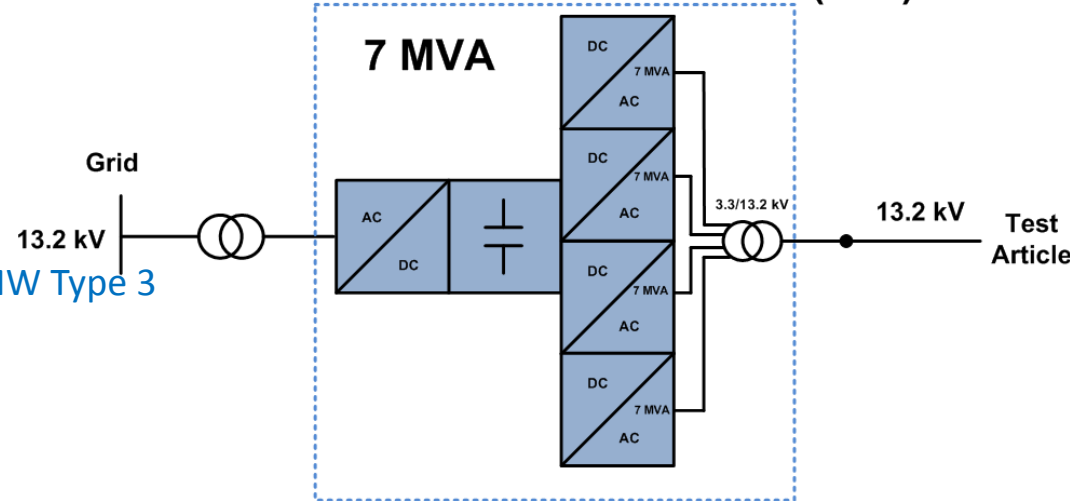 7 MVA
DC
7 MVA
AC
DC
7 MVA
AC
DC
7 MVA
AC
DC
7 MVA
AC
Grid
13.2 kV
Type 3
AC
DC
3.3/13.2 kV
13.2 kV
Test
Article